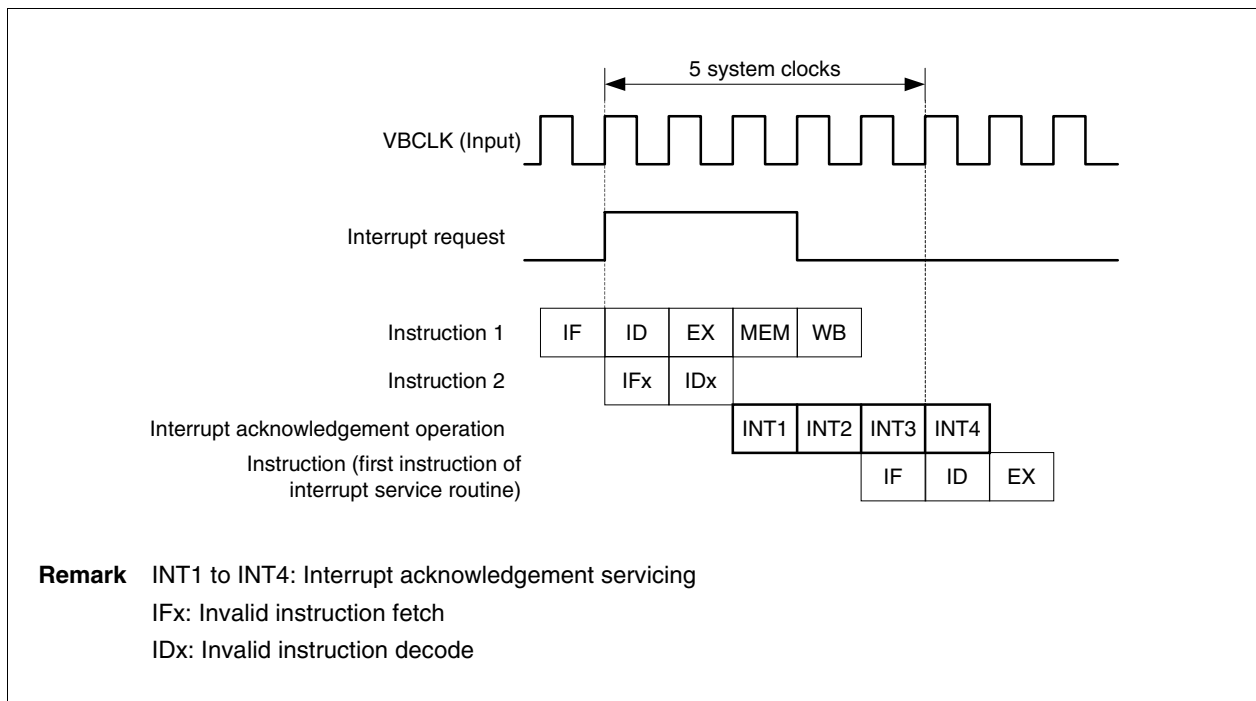 5 system clocks
VBCLK (Input)
Interrupt request
Instruction 1 IF ID EX MEM WB
Instruction 2 IFx IDx
Interrupt acknowledgement operation INT1 INT2 INT3 INT4
Instruction (first instruction of
interrupt service routine) IF ID EX
Remark INT1 to INT4: Interrupt acknowledgement servicing
IFx: Invalid instruction fetch
IDx: Invalid instruction decode